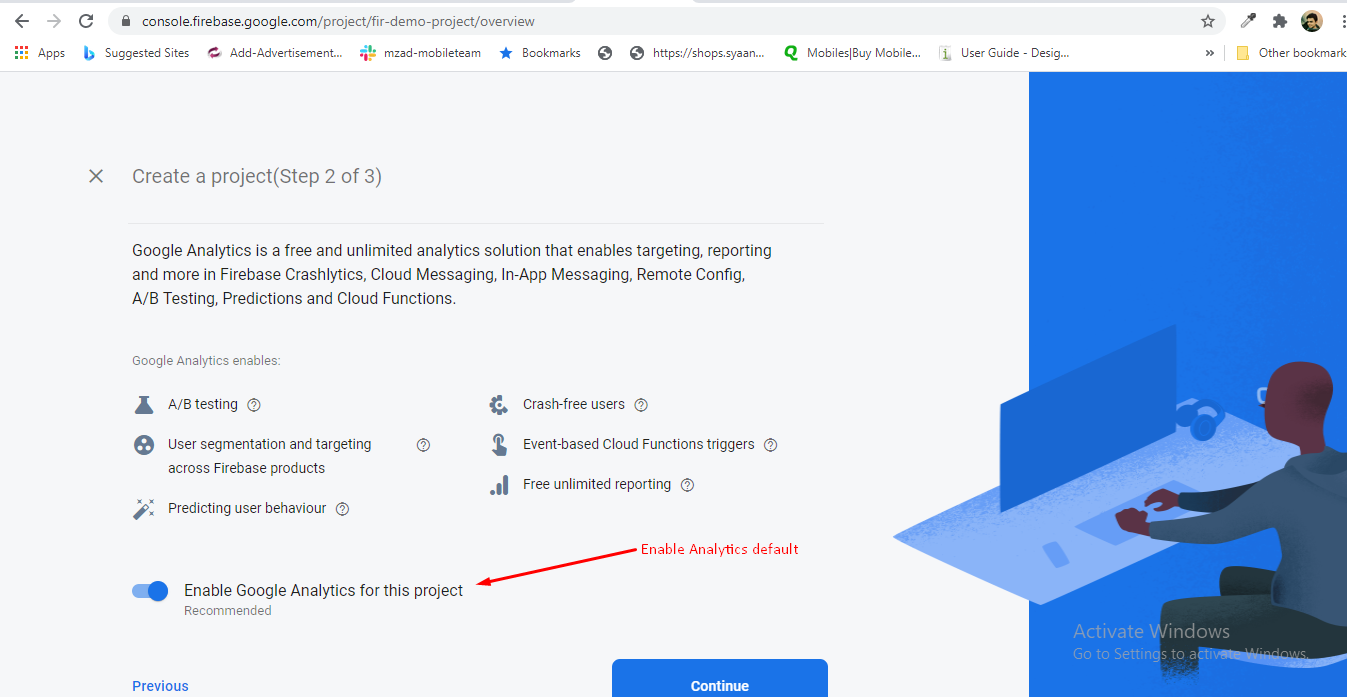 console.firebase.google.com/project/fir-demo-project/overview
Apps Suggested Sites Add-Advertisement... mzad-mobileteam Bookmarks https://shops.syaan... Mobiles|Buy Mobile... User Guide - Desig... » Other bookmark
Create a project(Step 2 of 3)
Google Analytics is a free and unlimited analytics solution that enables targeting, reporting
and more in Firebase Crashlytics, Cloud Messaging, In-App Messaging, Remote Config,
A/B Testing, Predictions and Cloud Functions.
Google Analytics enables:
A/B testing
User segmentation and targeting
across Firebase products
Predicting user behaviour
Crash-free users
Event-based Cloud Functions triggers
Free unlimited reporting
Enable Analytics default
Enable Google Analytics for this project
Recommended
Previous
Continue
Activate Windows
Go to Settings to activate Windows.